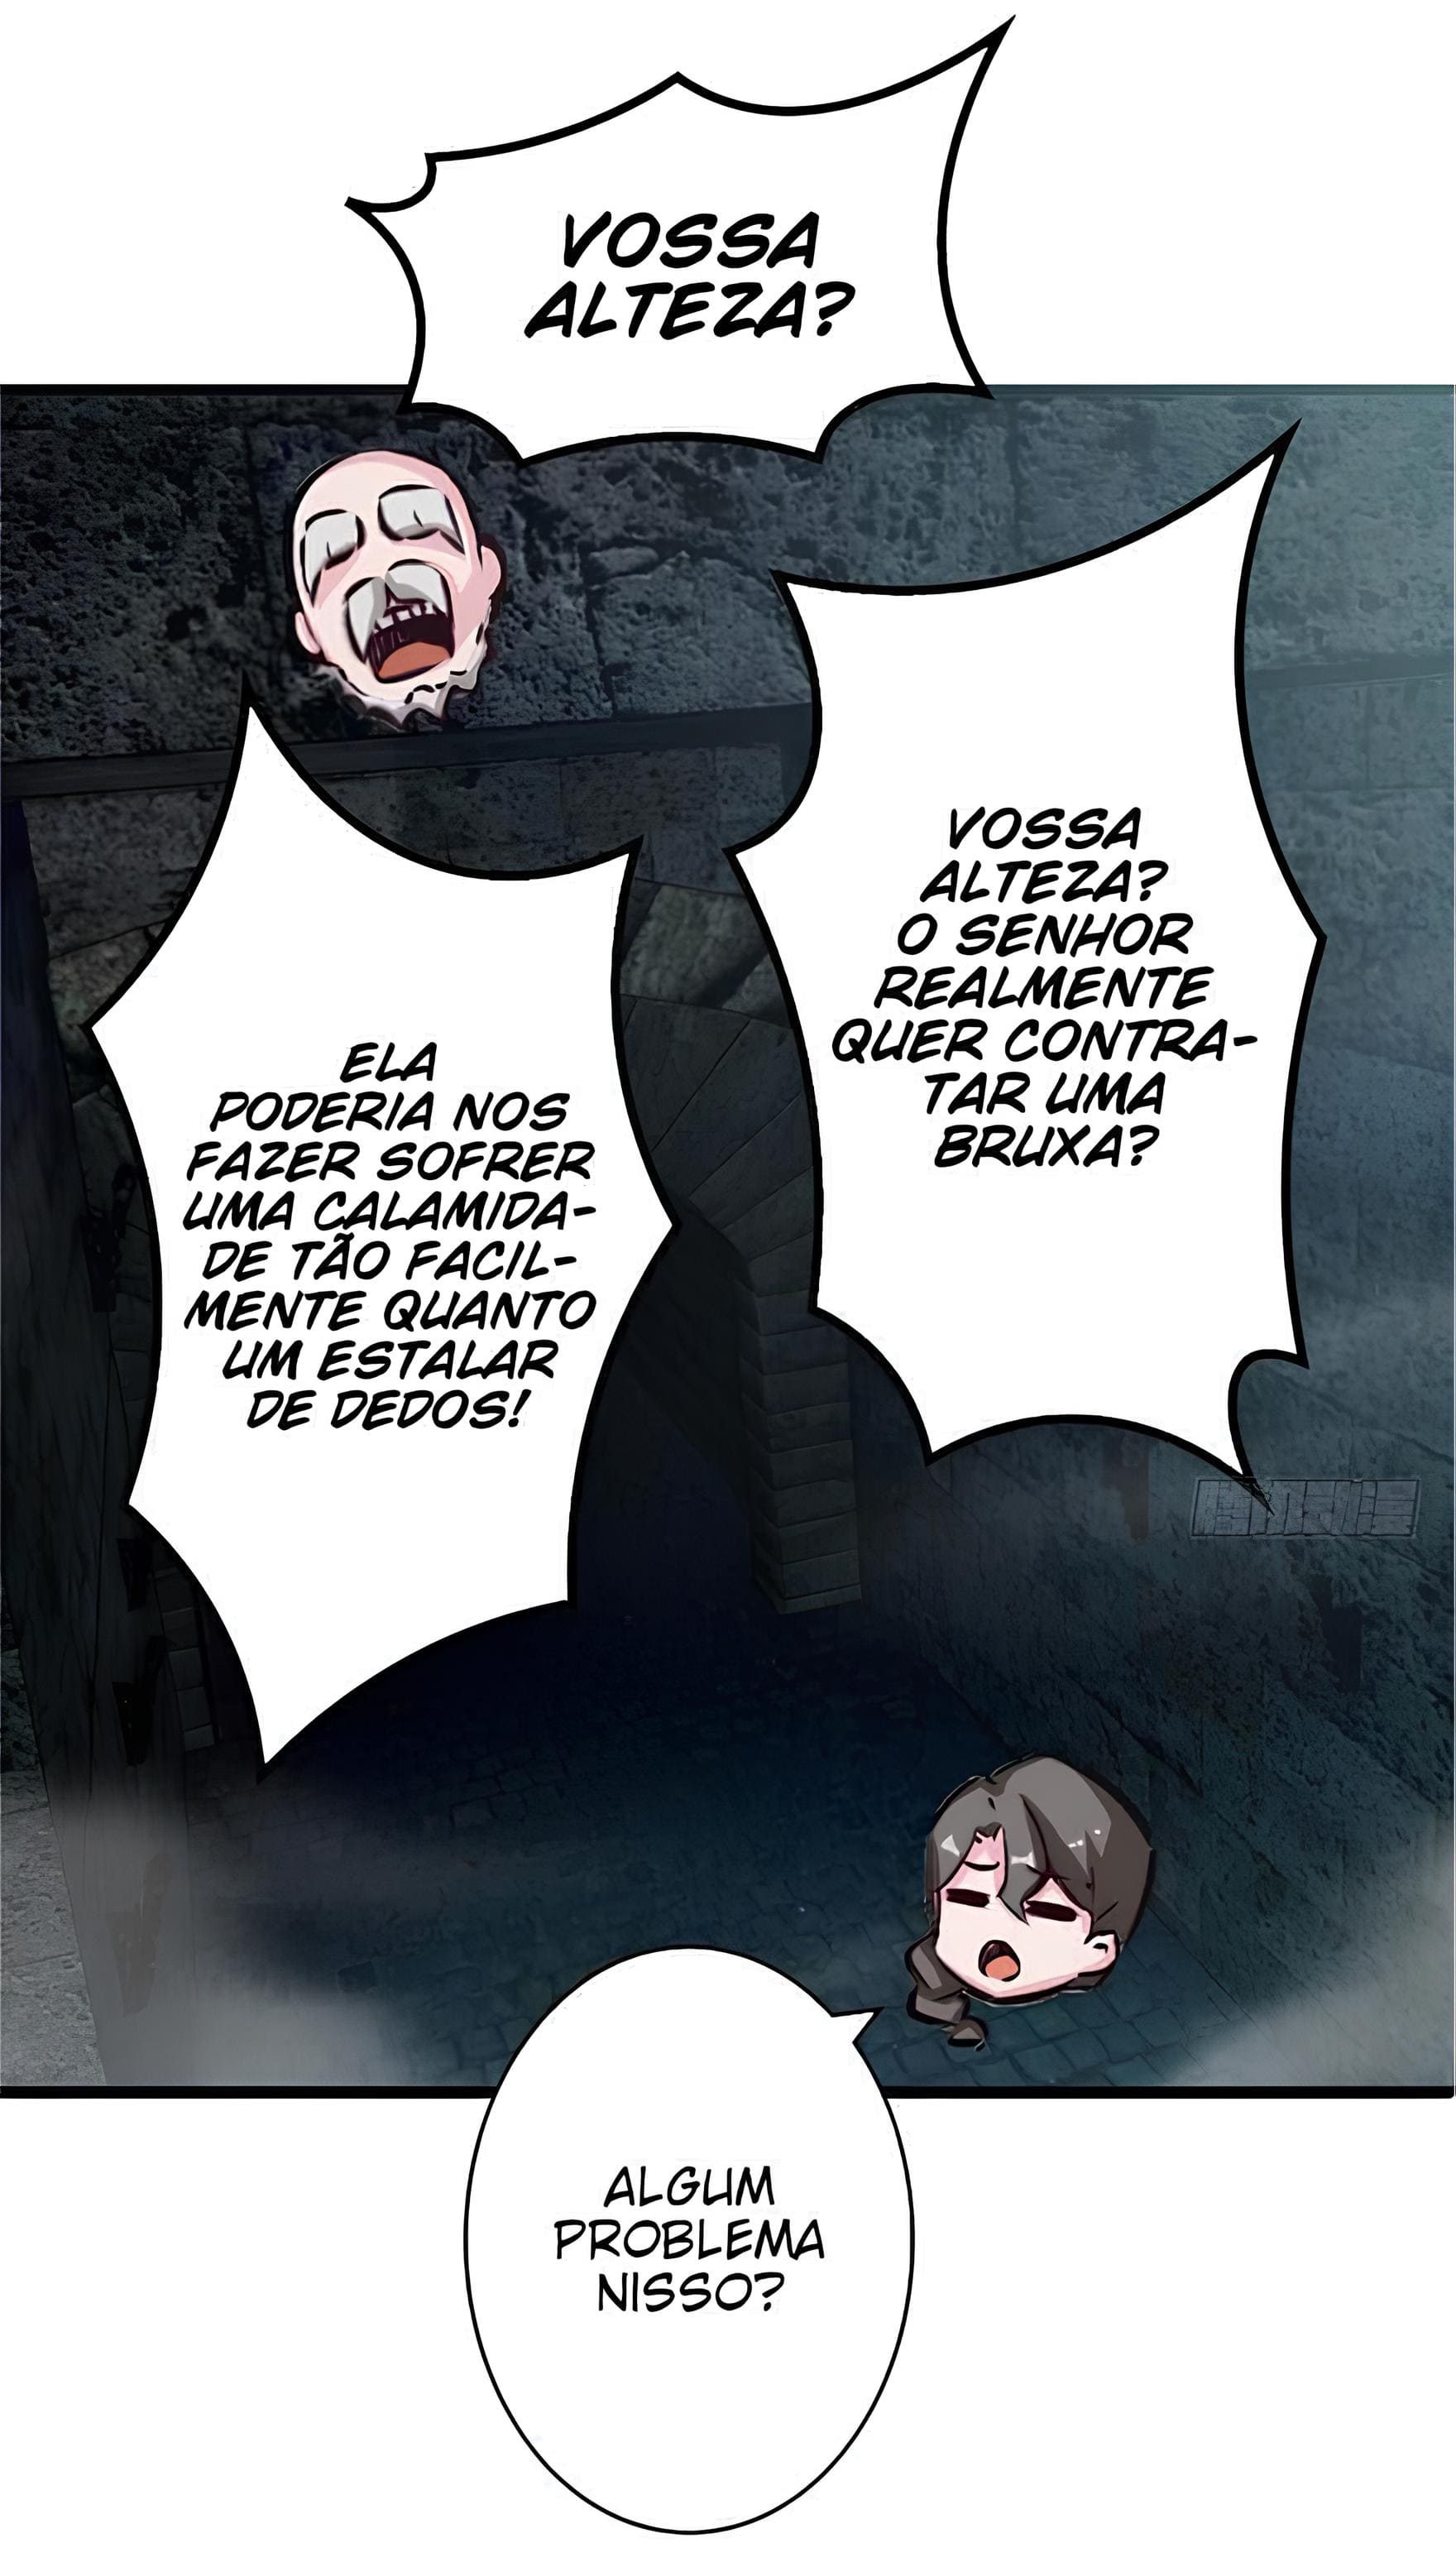 VOSSA
ALTEZA?
VOSSA
ALTEZA?
O SENHOR
REALMENTE
QUER CONTRA-
TAR UMA
BRUXA?
ELA
PODERIA NOS
FAZER SOFRER
UMA CALAMIDA-
DE TÃO FACIL-
MENTE QUANTO
UM ESTALAR
DE DEDOS!
ALGUM
PROBLEMA
NISSO?